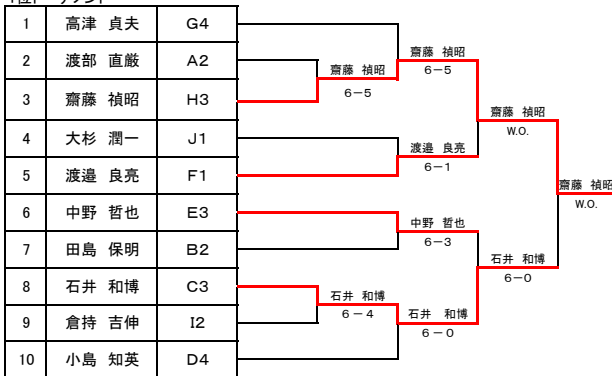 1 高津 貞夫 G4
2 渡部 直厳 A2
3 齋藤 禎昭 H3
4 大杉 潤一 J1
5 渡邉 良亮 F1
6 中野 哲也 E3
7 田島 保明 B2
8 石井 和博 C3
9 倉持 吉伸 I2
10 小島 知英 D4
齋藤 禎昭
6－5
齋藤 禎昭
6－5
渡邉 良亮
6－1
齋藤 禎昭
W.O.
中野 哲也
6－3
石井 和博
6－4
石井 和博
6－0
石井 和博
6－0
齋藤 禎昭
W.O.